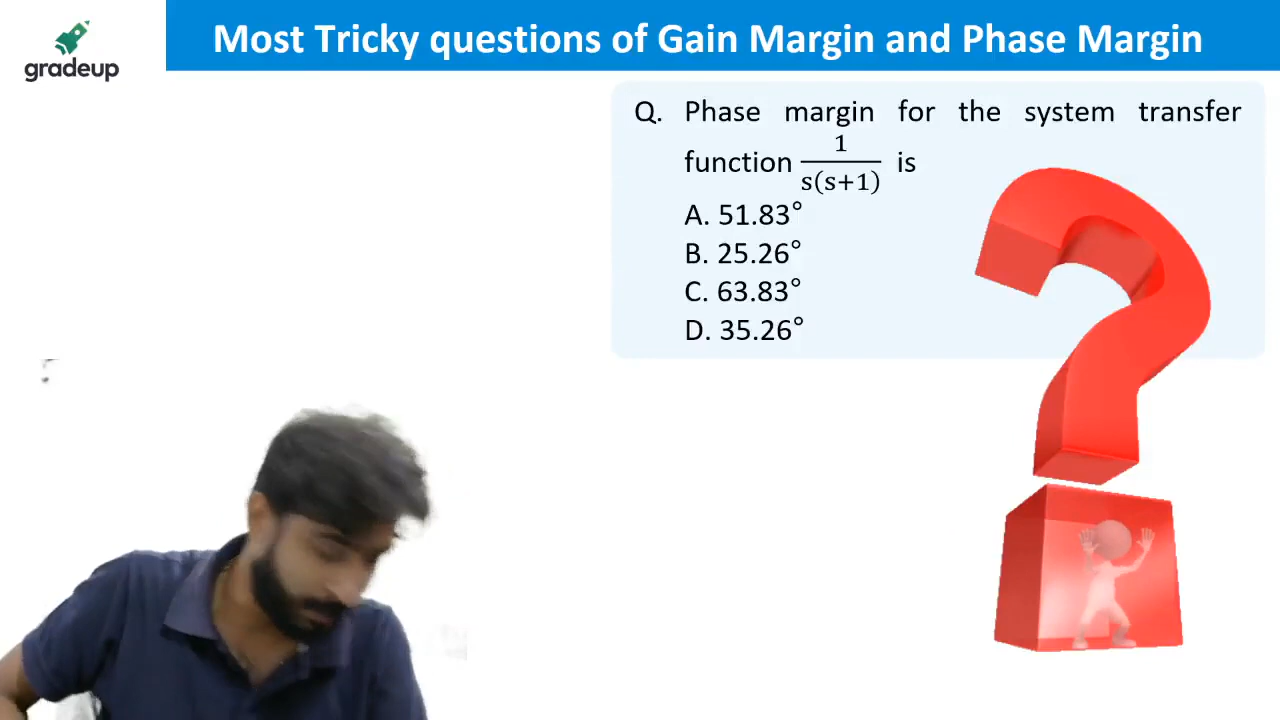 gradeup
Most Tricky questions of Gain Margin and Phase Margin
Q. Phase margin for the system transfer
function 1/s(s+1) is
A. 51.83°
B. 25.26°
C. 63.83°
D. 35.26°